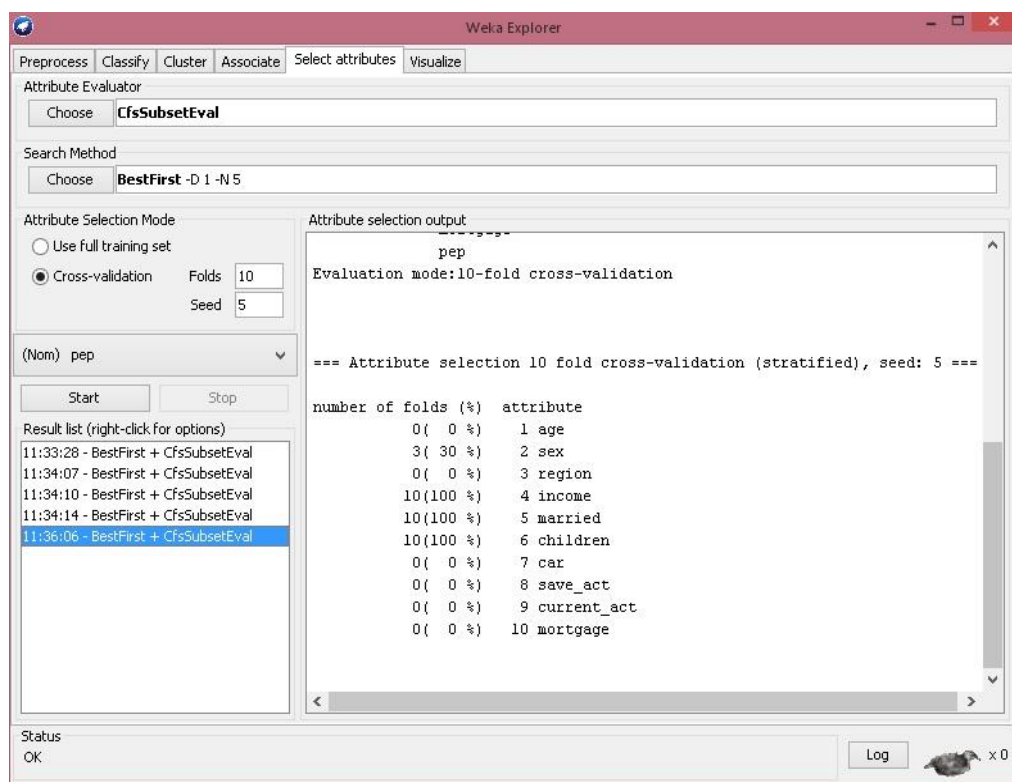 Weka Explorer
Preprocess Classify Cluster Associate Select attributes Visualize
Attribute Evaluator
Choose CfsSubsetEval
Search Method
Choose BestFirst -D 1 -N 5
Attribute Selection Mode
Use full training set
Cross-validation Folds 10
Seed 5
(Nom) pep
Start Stop
Result list (right-click for options)
11:33:28 - BestFirst + CfsSubsetEval
11:34:07 - BestFirst + CfsSubsetEval
11:34:10 - BestFirst + CfsSubsetEval
11:34:14 - BestFirst + CfsSubsetEval
11:36:06 - BestFirst + CfsSubsetEval
Attribute selection output
pep
Evaluation mode:10-fold cross-validation
=== Attribute selection 10 fold cross-validation (stratified), seed: 5 ===
number of folds (%) attribute
0( 0 %) 1 age
3( 30 %) 2 sex
0( 0 %) 3 region
10(100 %) 4 income
10(100 %) 5 married
10(100 %) 6 children
0( 0 %) 7 car
0( 0 %) 8 save_act
0( 0 %) 9 current_act
0( 0 %) 10 mortgage
Status
OK
Log x 0